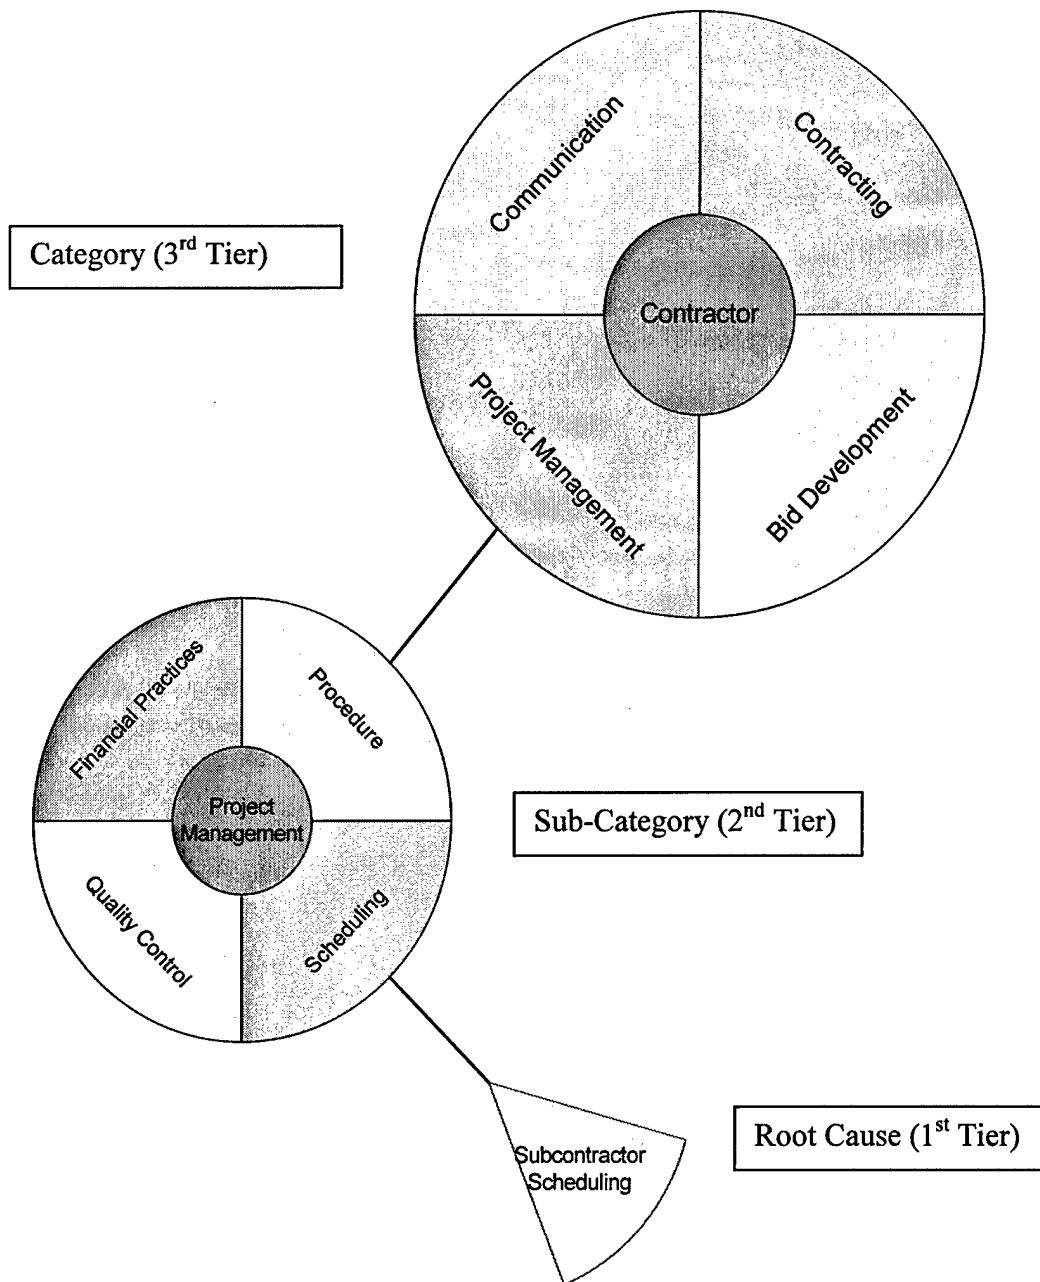 Communication
Contracting
Category (3rd Tier)
Contractor
Project Management
Bid Development
Financial Practices
Procedure
Project
Management
Sub-Category (2nd Tier)
Quality Control
Scheduling
Root Cause (1st Tier)
Subcontractor
Scheduling